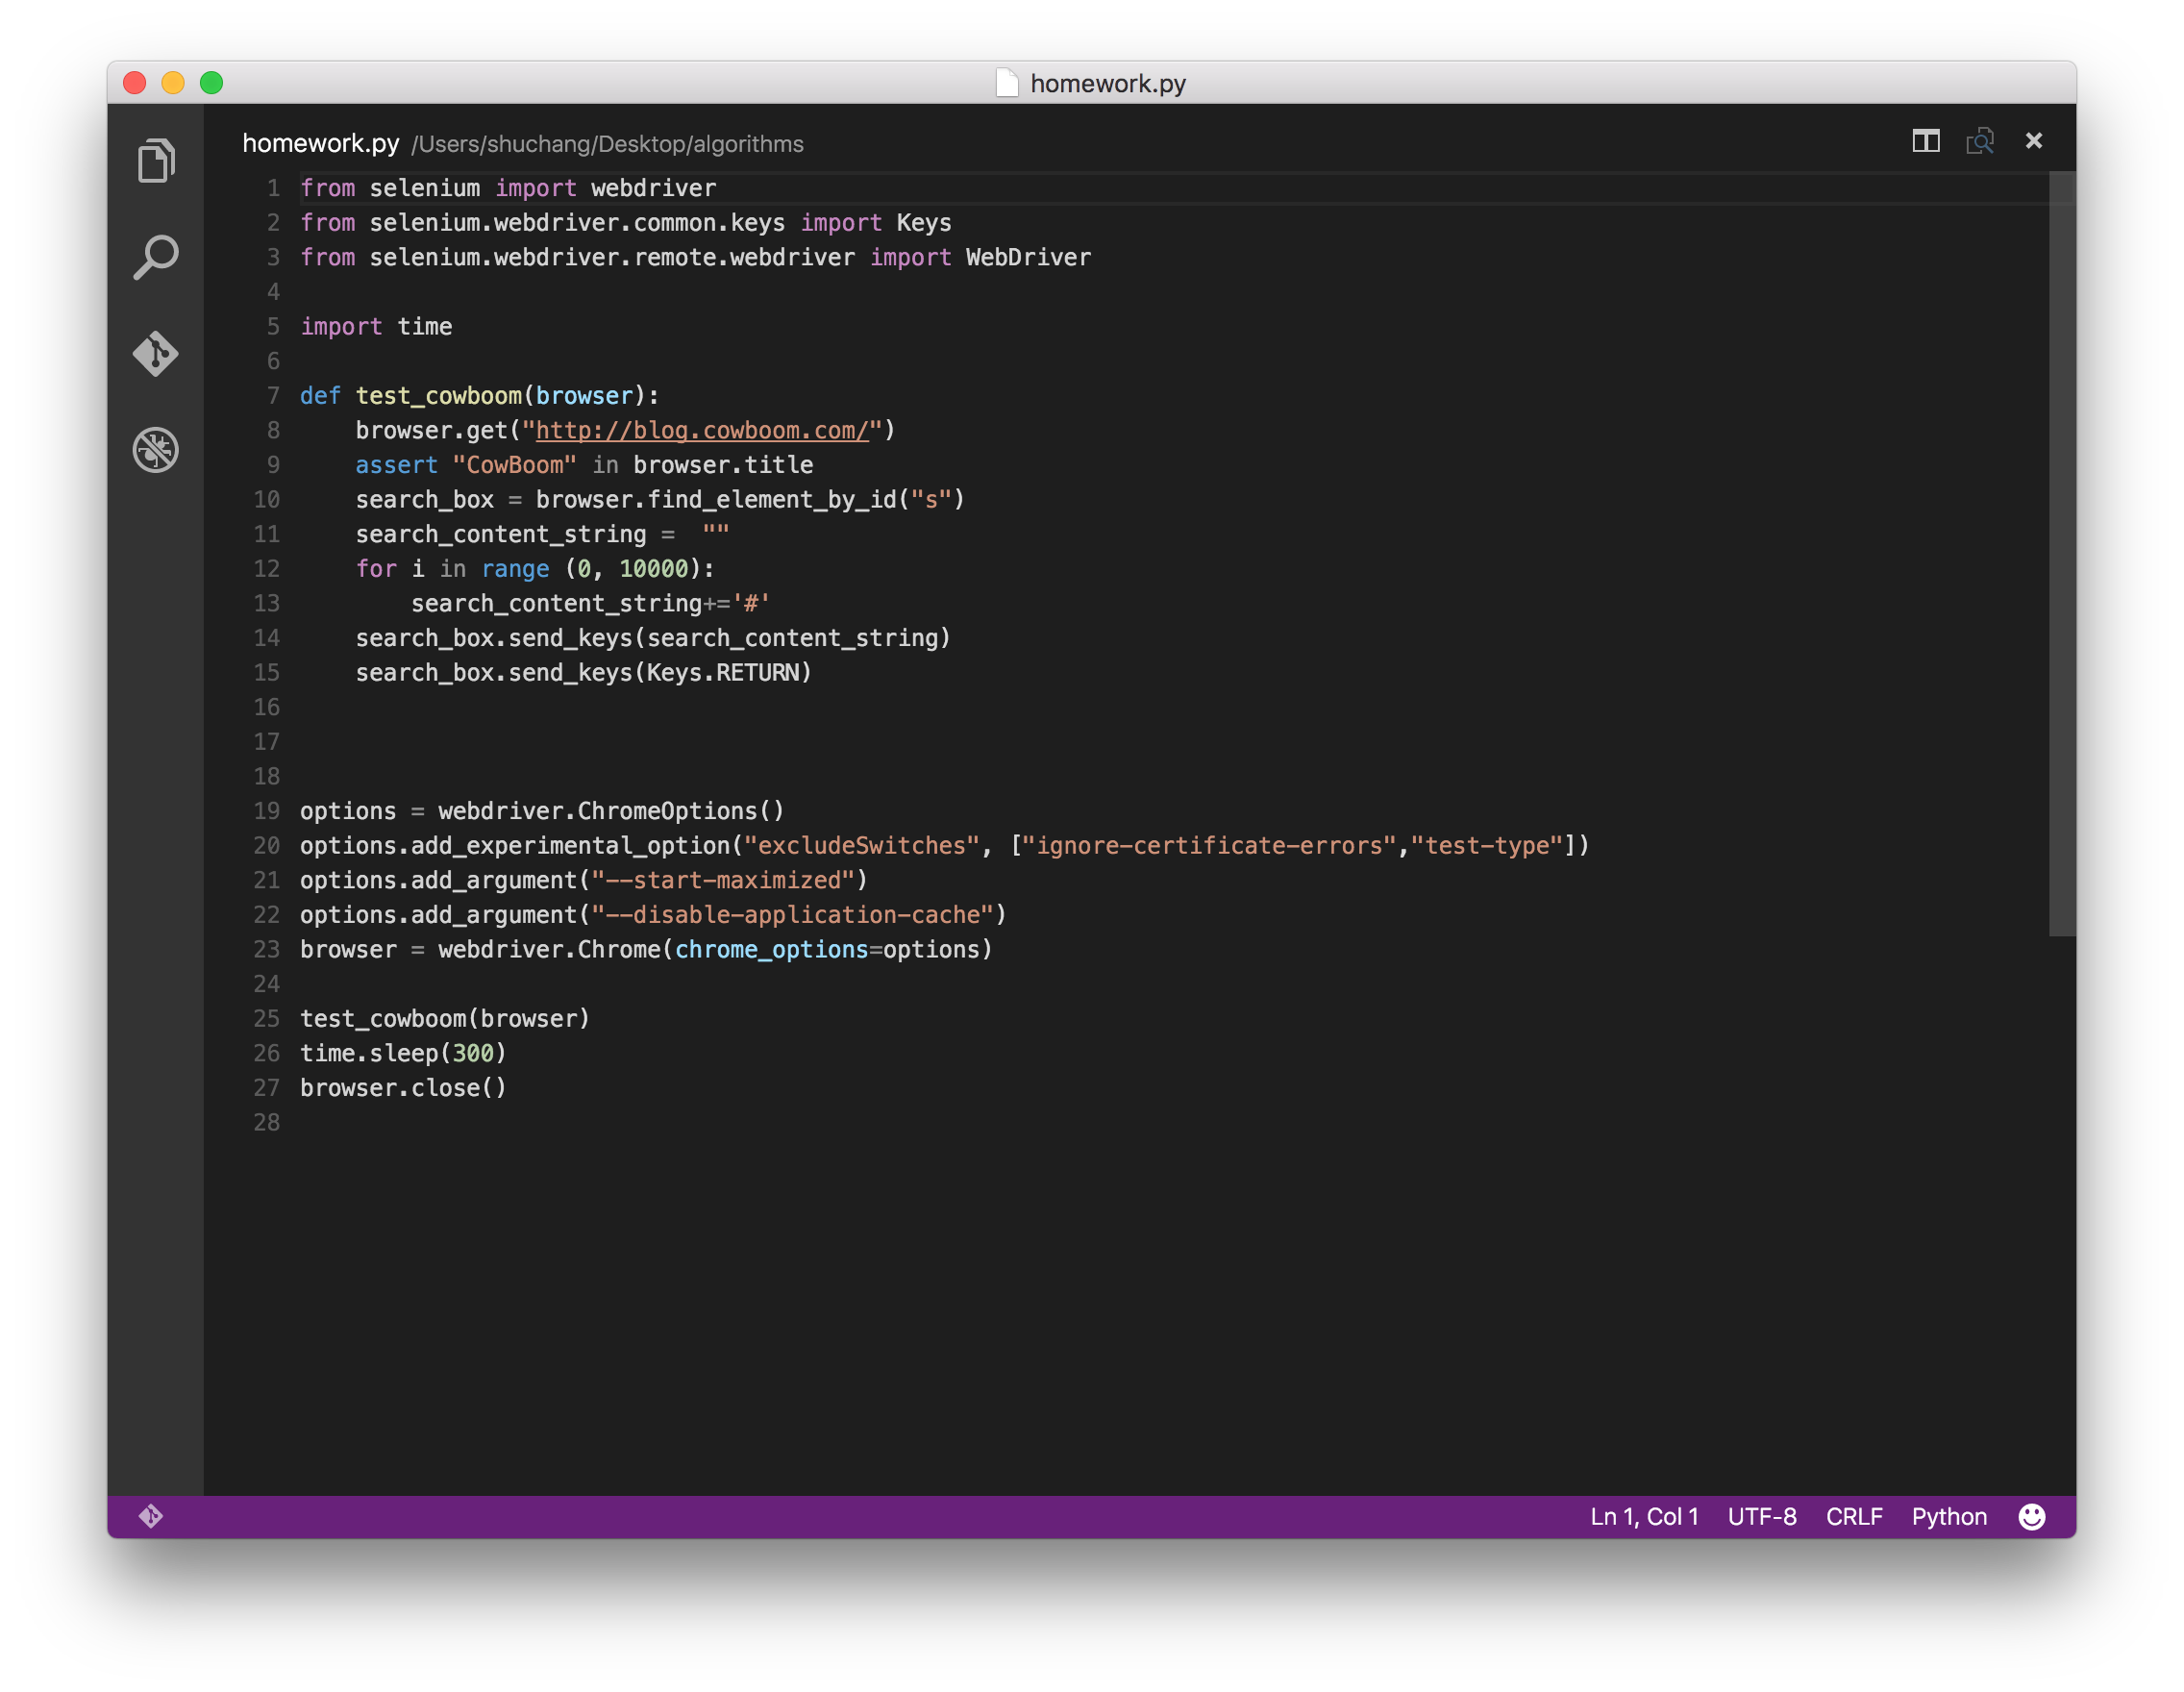 homework.py
homework.py /Users/shuchang/Desktop/algorithms
1 from selenium import webdriver
2 from selenium.webdriver.common.keys import Keys
3 from selenium.webdriver.remote.webdriver import WebDriver
4
5 import time
6
7 def test_cowboom(browser):
8     browser.get("http://blog.cowboom.com/")
9     assert "CowBoom" in browser.title
10     search_box = browser.find_element_by_id("s")
11     search_content_string =  ""
12     for i in range (0, 10000):
13         search_content_string+='#'
14     search_box.send_keys(search_content_string)
15     search_box.send_keys(Keys.RETURN)
16
17
18
19 options = webdriver.ChromeOptions()
20 options.add_experimental_option("excludeSwitches", ["ignore-certificate-errors","test-type"])
21 options.add_argument("--start-maximized")
22 options.add_argument("--disable-application-cache")
23 browser = webdriver.Chrome(chrome_options=options)
24
25 test_cowboom(browser)
26 time.sleep(300)
27 browser.close()
28
Ln 1, Col 1 UTF-8 CRLF Python